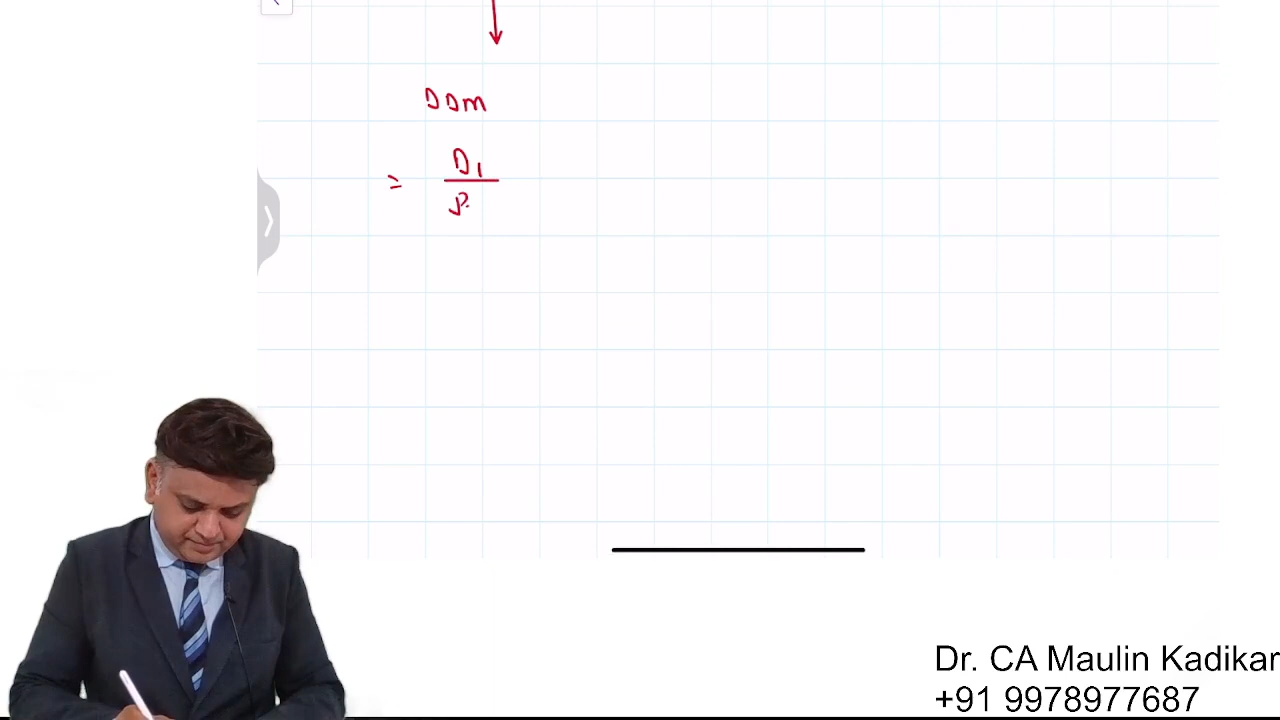 DDM
= D1
P.
Dr. CA Maulin Kadikar
+91 9978977687